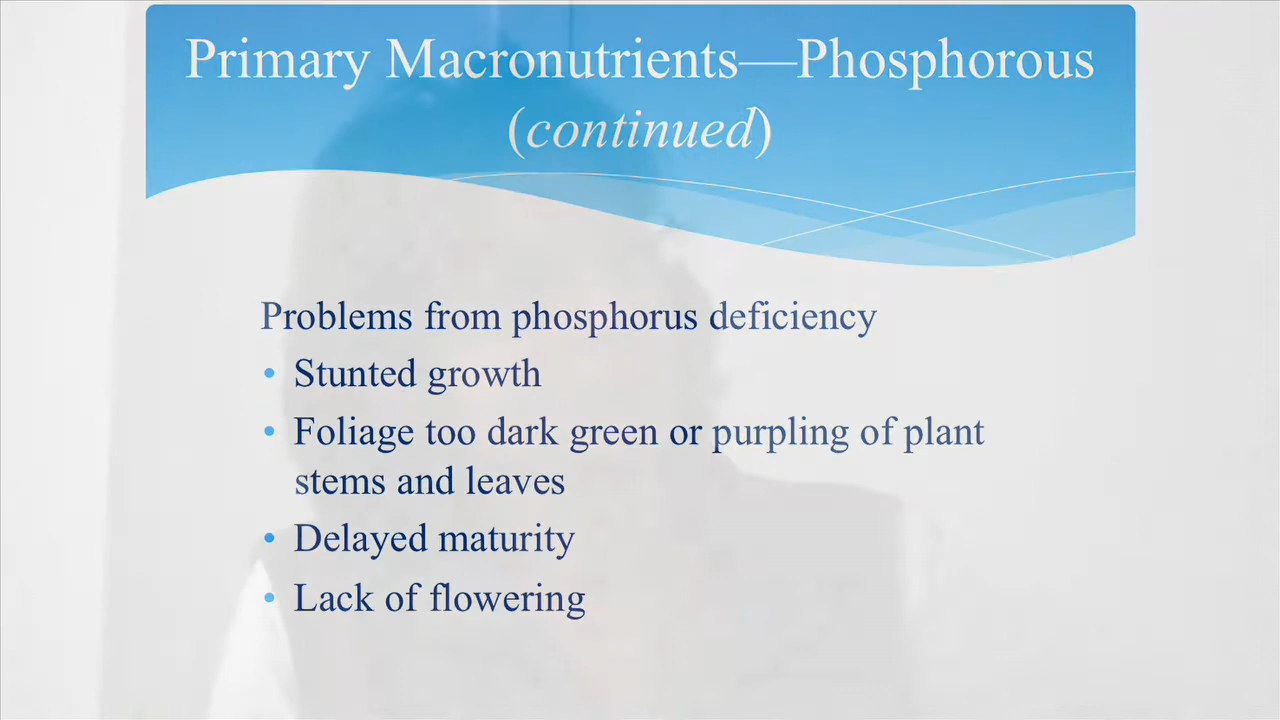 Primary Macronutrients—Phosphorous
(continued)
Problems from phosphorus deficiency
• Stunted growth
• Foliage too dark green or purpling of plant
stems and leaves
• Delayed maturity
• Lack of flowering